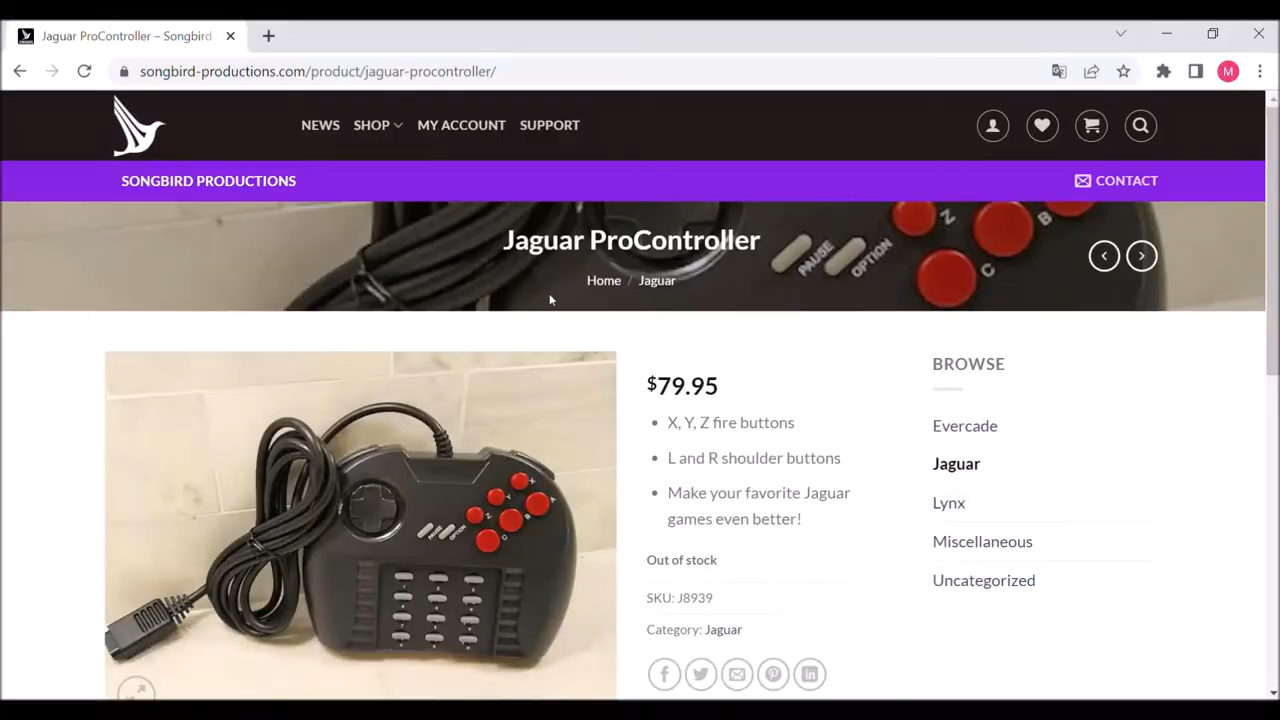 Jaguar ProController – Songbird
songbird-productions.com/product/jaguar-procontroller/
M
NEWS
SHOP
MY ACCOUNT
SUPPORT
SONGBIRD PRODUCTIONS
CONTACT
Jaguar ProController
Home / Jaguar
PAUSE
OPTION
Z
B
C
$79.95
X, Y, Z fire buttons
L and R shoulder buttons
Make your favorite Jaguar
games even better!
Out of stock
SKU: J8939
Category: Jaguar
BROWSE
Evercade
Jaguar
Lynx
Miscellaneous
Uncategorized
PAUSE
OPTION
X
Y
Z
A
B
C